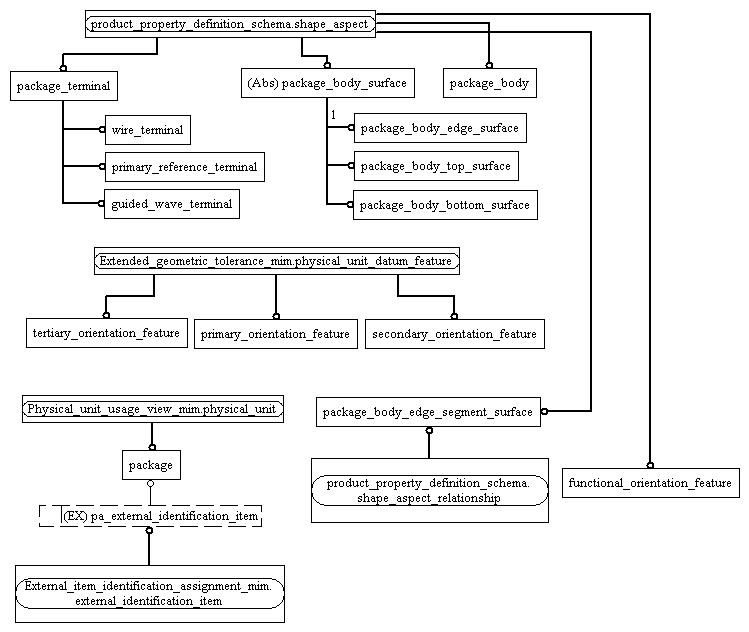 product_property_definition_schema.shape_aspect
package_terminal
(Abs) package_body_surface
package_body
1
wire_terminal
package_body_edge_surface
primary_reference_terminal
package_body_top_surface
guided_wave_terminal
package_body_bottom_surface
Extended_geometric_tolerance_mim.physical_unit_datum_feature
tertiary_orientation_feature
primary_orientation_feature
secondary_orientation_feature
Physical_unit_usage_view_mim.physical_unit
package_body_edge_segment_surface
package
product_property_definition_schema.
shape_aspect_relationship
functional_orientation_feature
(EX) pa_external_identification_item
External_item_identification_assignment_mim.
external_identification_item